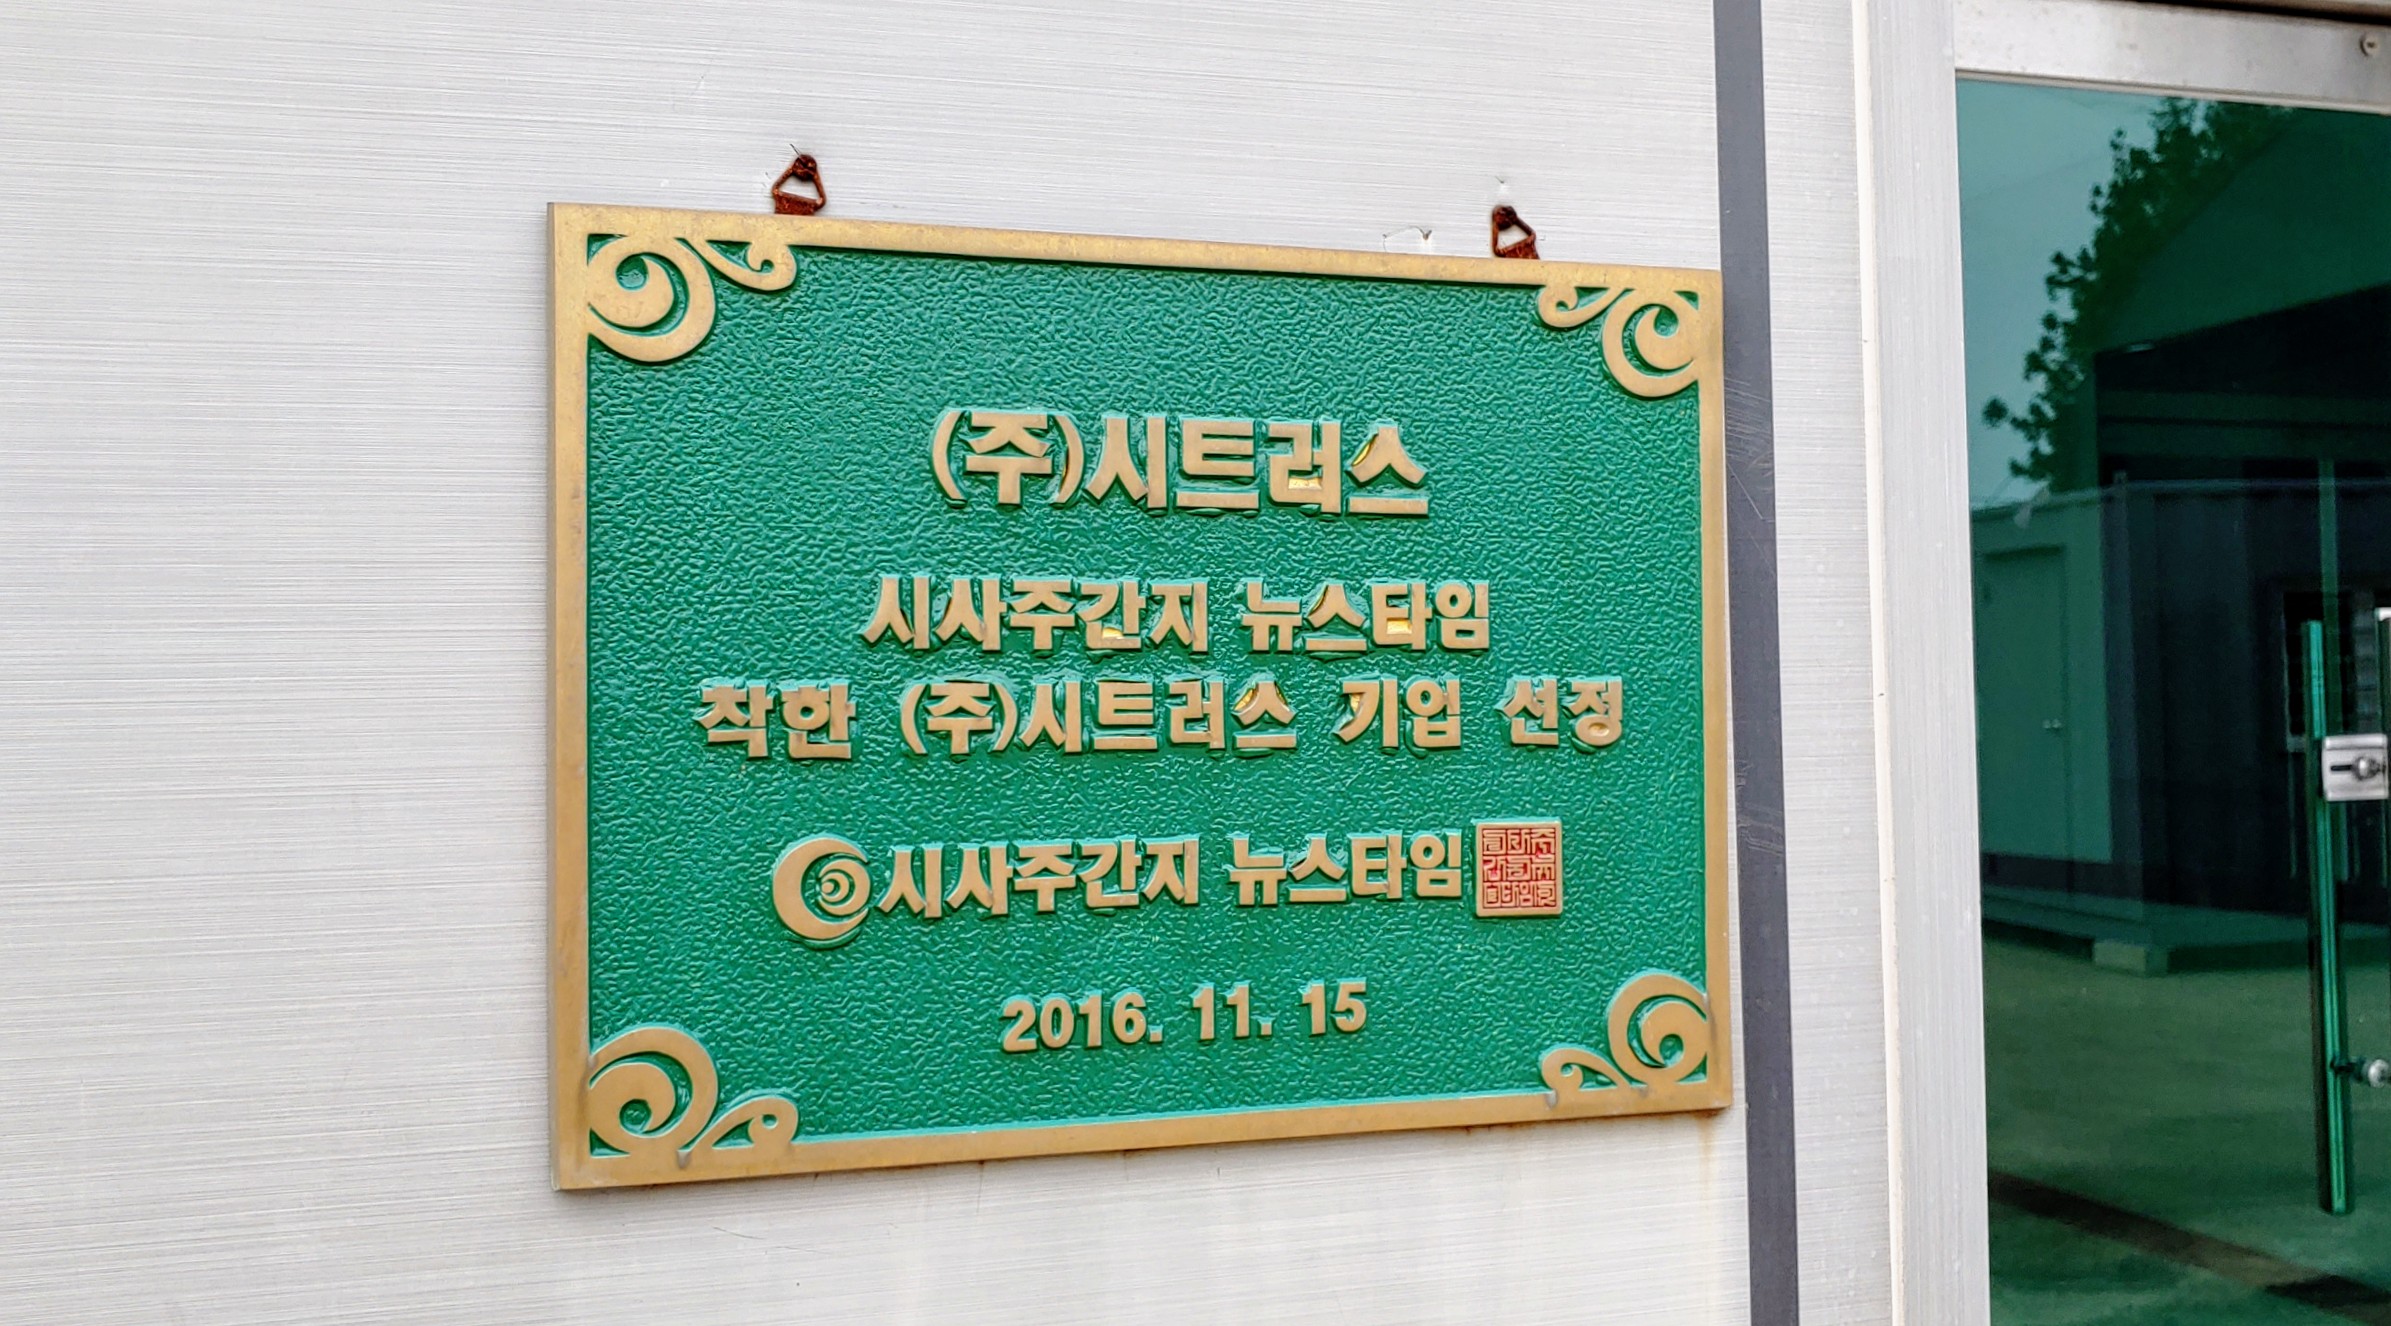 (주)시트러스
시사주간지 뉴스타임
착한 (주)시트러스 기업 선정
시사주간지 뉴스타임
2016. 11. 15